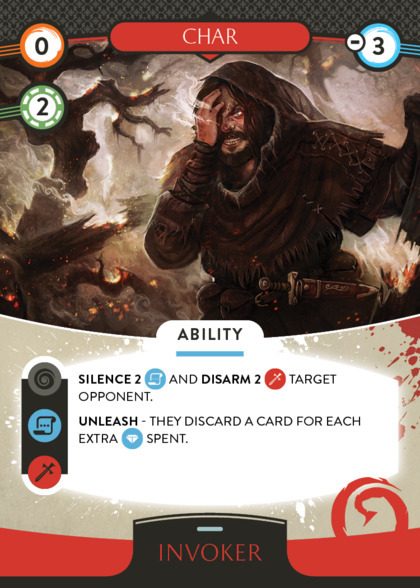 CHAR
0
-3
2
ABILITY
SILENCE 2 AND DISARM 2 TARGET
OPPONENT.
UNLEASH - THEY DISCARD A CARD FOR EACH
EXTRA SPENT.
INVOKER